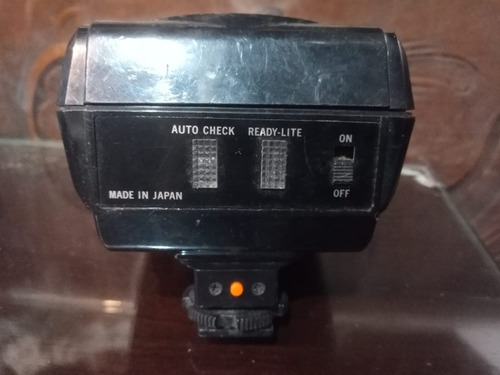 AUTO CHECK READY-LITE ON
MADE IN JAPAN OFF